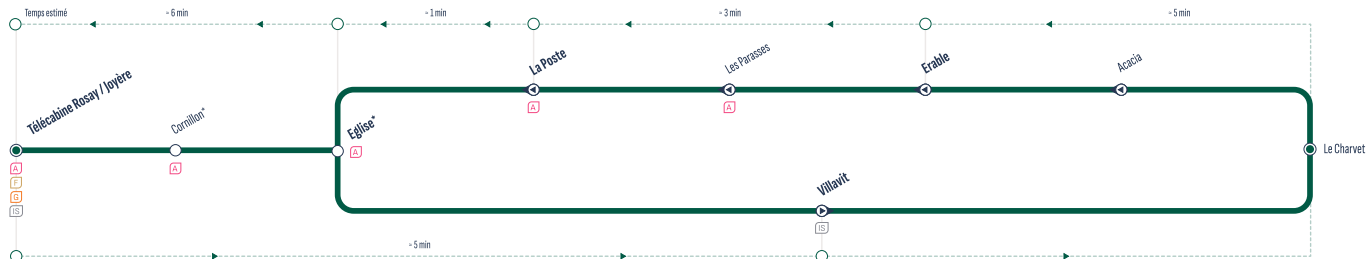 Temps estimé
≈ 6 min
≈ 1 min
≈ 3 min
≈ 5 min
Télécabine Rosay / Joyère
Cornillon*
Eglise*
La Poste
Les Parasses
Erable
Acacia
Le Charvet
Villavit
A
F
G
IS
A
A
A
A
IS
≈ 5 min